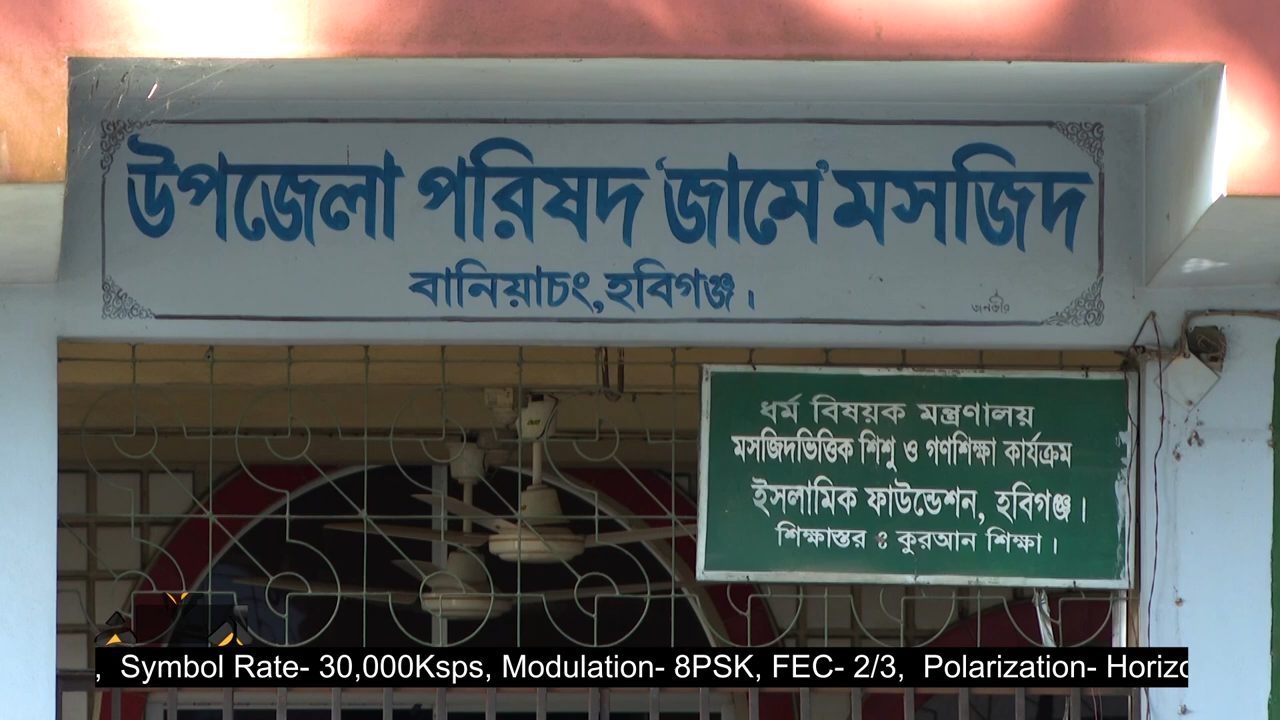 উপজেলা পরিষদ 'জামে' মসজিদ
বানিয়াচং, হবিগঞ্জ।
ধর্ম বিষয়ক মন্ত্রণালয়
মসজিদভিত্তিক শিশু ও গণশিক্ষা কার্যক্রম
ইসলামিক ফাউন্ডেশন, হবিগঞ্জ।
শিক্ষাস্তর ঃ কুরআন শিক্ষা।
, Symbol Rate- 30,000Ksps, Modulation- 8PSK, FEC- 2/3, Polarization-